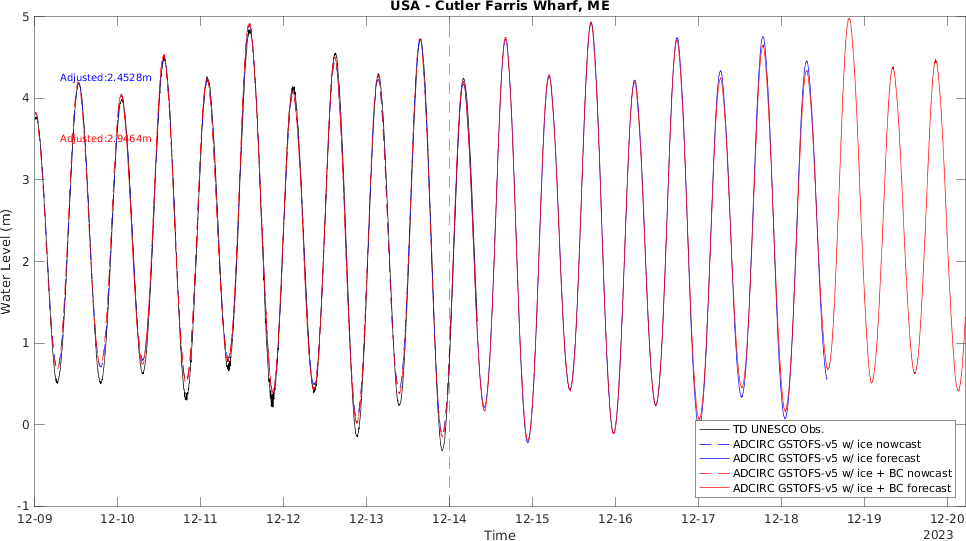 USA - Cutler Farris Wharf, ME
5
Adjusted:2.4528m
4
Adjusted:2.9464m
3
2
1
0
-1
Water Level (m)
TD UNESCO Obs.
ADCIRC GSTOFS-v5 w/ ice nowcast
ADCIRC GSTOFS-v5 w/ ice forecast
ADCIRC GSTOFS-v5 w/ ice + BC nowcast
ADCIRC GSTOFS-v5 w/ ice + BC forecast
12-09 12-10 12-11 12-12 12-13 12-14 12-15 12-16 12-17 12-18 12-19 12-20
Time
2023